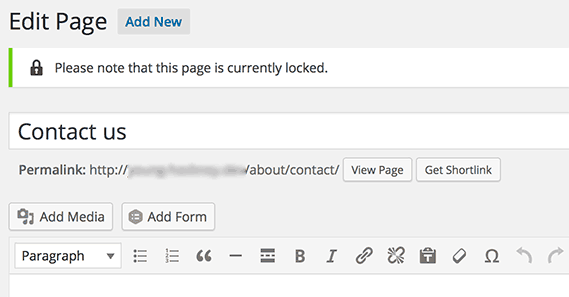 Edit Page Add New
Please note that this page is currently locked.
Contact us
Permalink: http:// /about/contact/ View Page Get Shortlink
Add Media Add Form
Paragraph B I T Ω